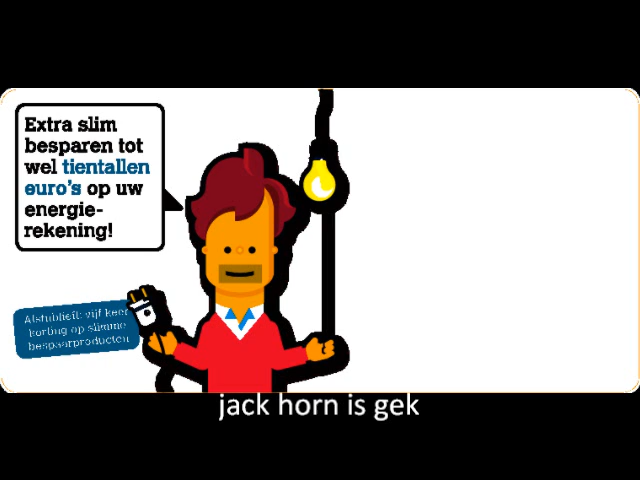 Extra slim
besparen tot
wel tientallen
euro's op uw
energie-
rekening!
Alstublieft: vijf keer
korting op slimme
bespaarproducten
jack horn is gek